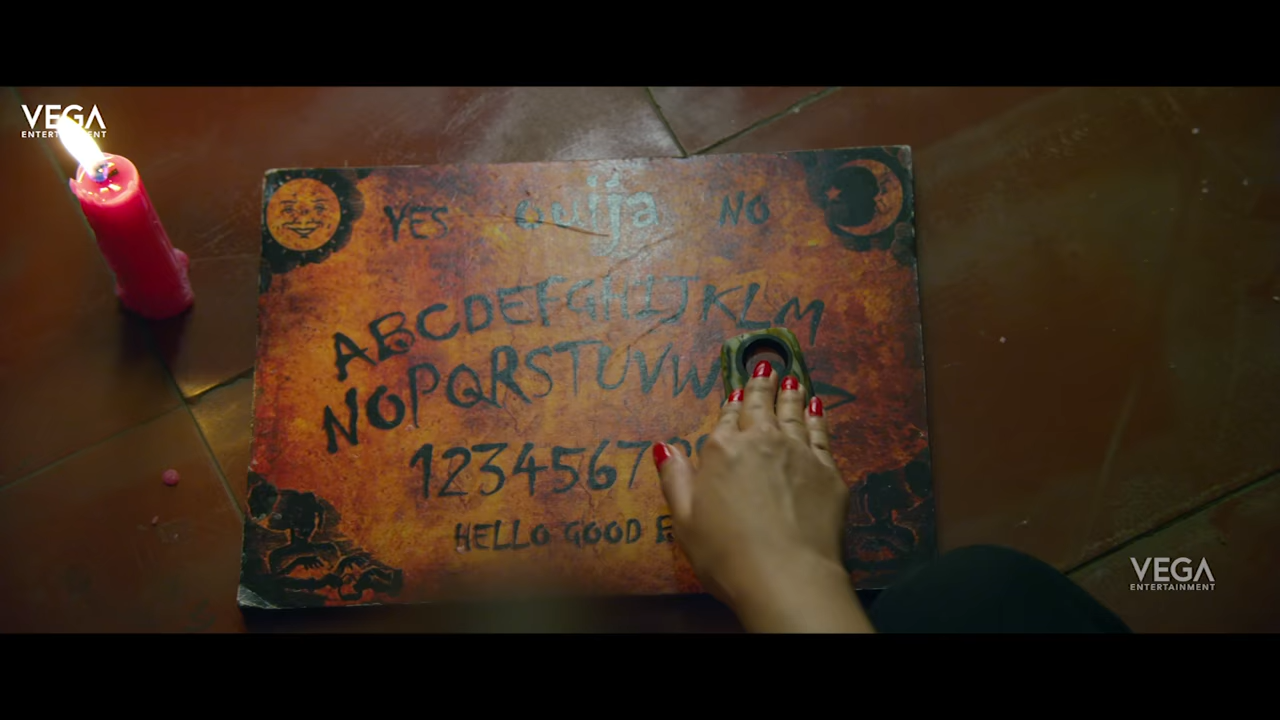 VEGA
ENTERTAINMENT
YES ouija NO
ABCDEFGHIJKLM
NOPQRSTUVW
1234567
HELLO GOOD
VEGA
ENTERTAINMENT